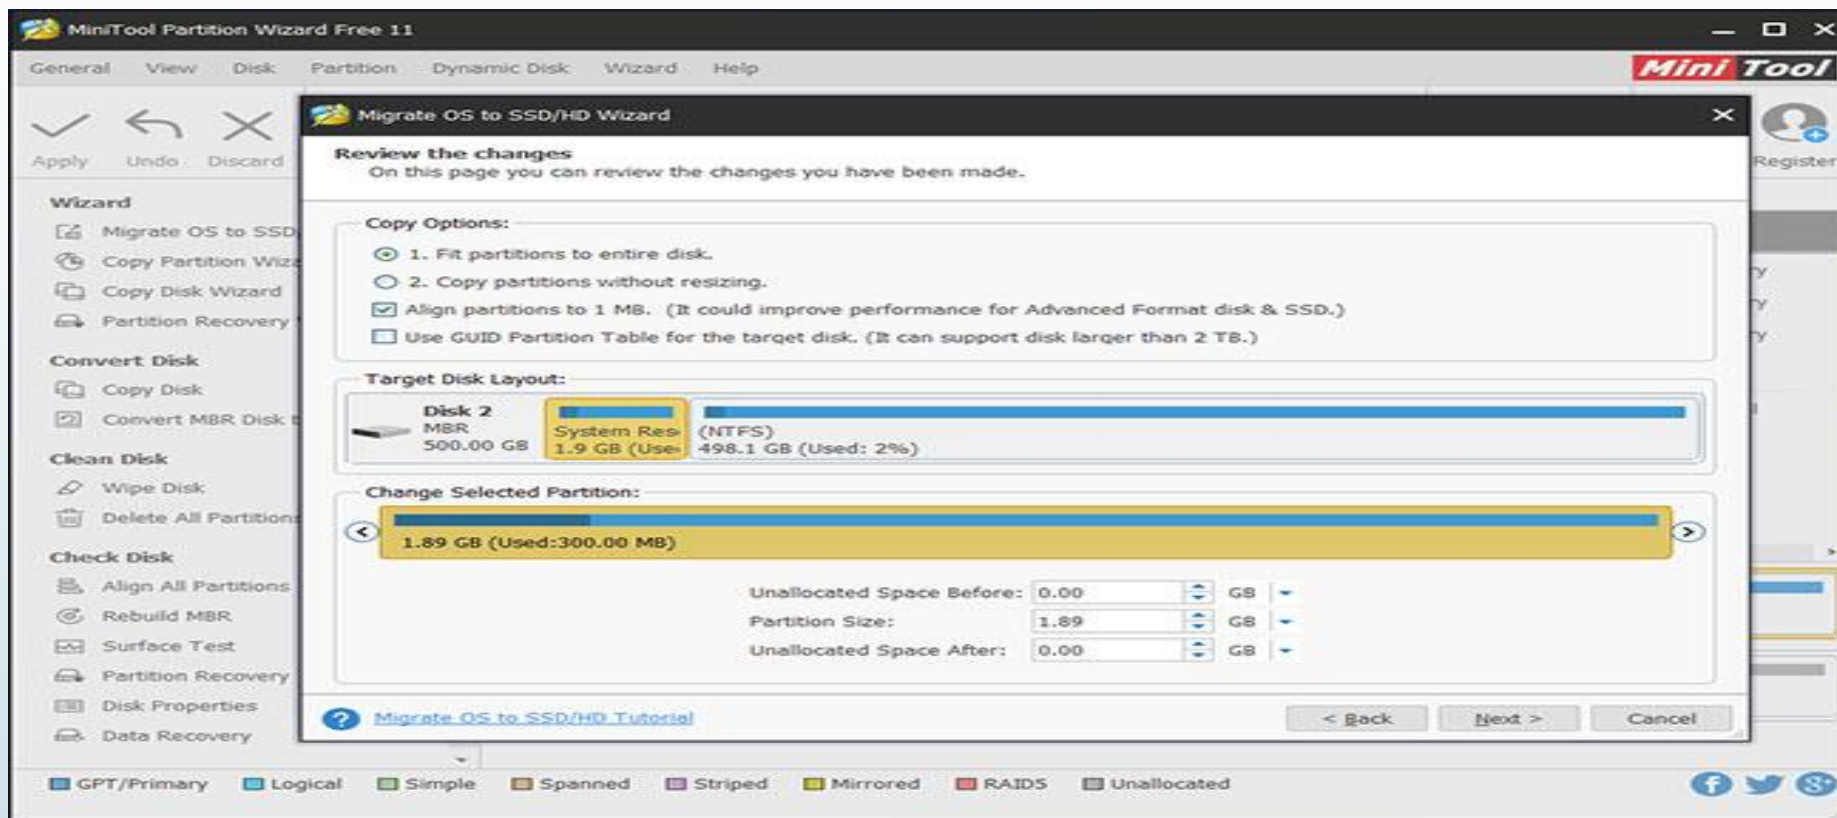 MiniTool Partition Wizard Free 11
General View Disk Partition Dynamic Disk Wizard Help
Mini Tool
Apply Undo Discard
Register
Wizard
Migrate OS to SSD
Copy Partition Wiz
Copy Disk Wizard
Partition Recovery
Convert Disk
Copy Disk
Convert MBR Disk
Clean Disk
Wipe Disk
Delete All Partitions
Check Disk
Align All Partitions
Rebuild MBR
Surface Test
Partition Recovery
Disk Properties
Data Recovery
Migrate OS to SSD/HD Wizard
Review the changes
On this page you can review the changes you have been made.
Copy Options:
1. Fit partitions to entire disk.
2. Copy partitions without resizing.
Align partitions to 1 MB. (It could improve performance for Advanced Format disk & SSD.)
Use GUID Partition Table for the target disk. (It can support disk larger than 2 TB.)
Target Disk Layout:
Disk 2
MBR
500.00 GB
System Res
1.9 GB (Use
(NTFS)
498.1 GB (Used: 2%)
Change Selected Partition:
1.89 GB (Used:300.00 MB)
Unallocated Space Before: 0.00 GB
Partition Size: 1.89 GB
Unallocated Space After: 0.00 GB
Migrate OS to SSD/HD Tutorial
< Back Next > Cancel
GPT/Primary Logical Simple Spanned Striped Mirrored RAID5 Unallocated